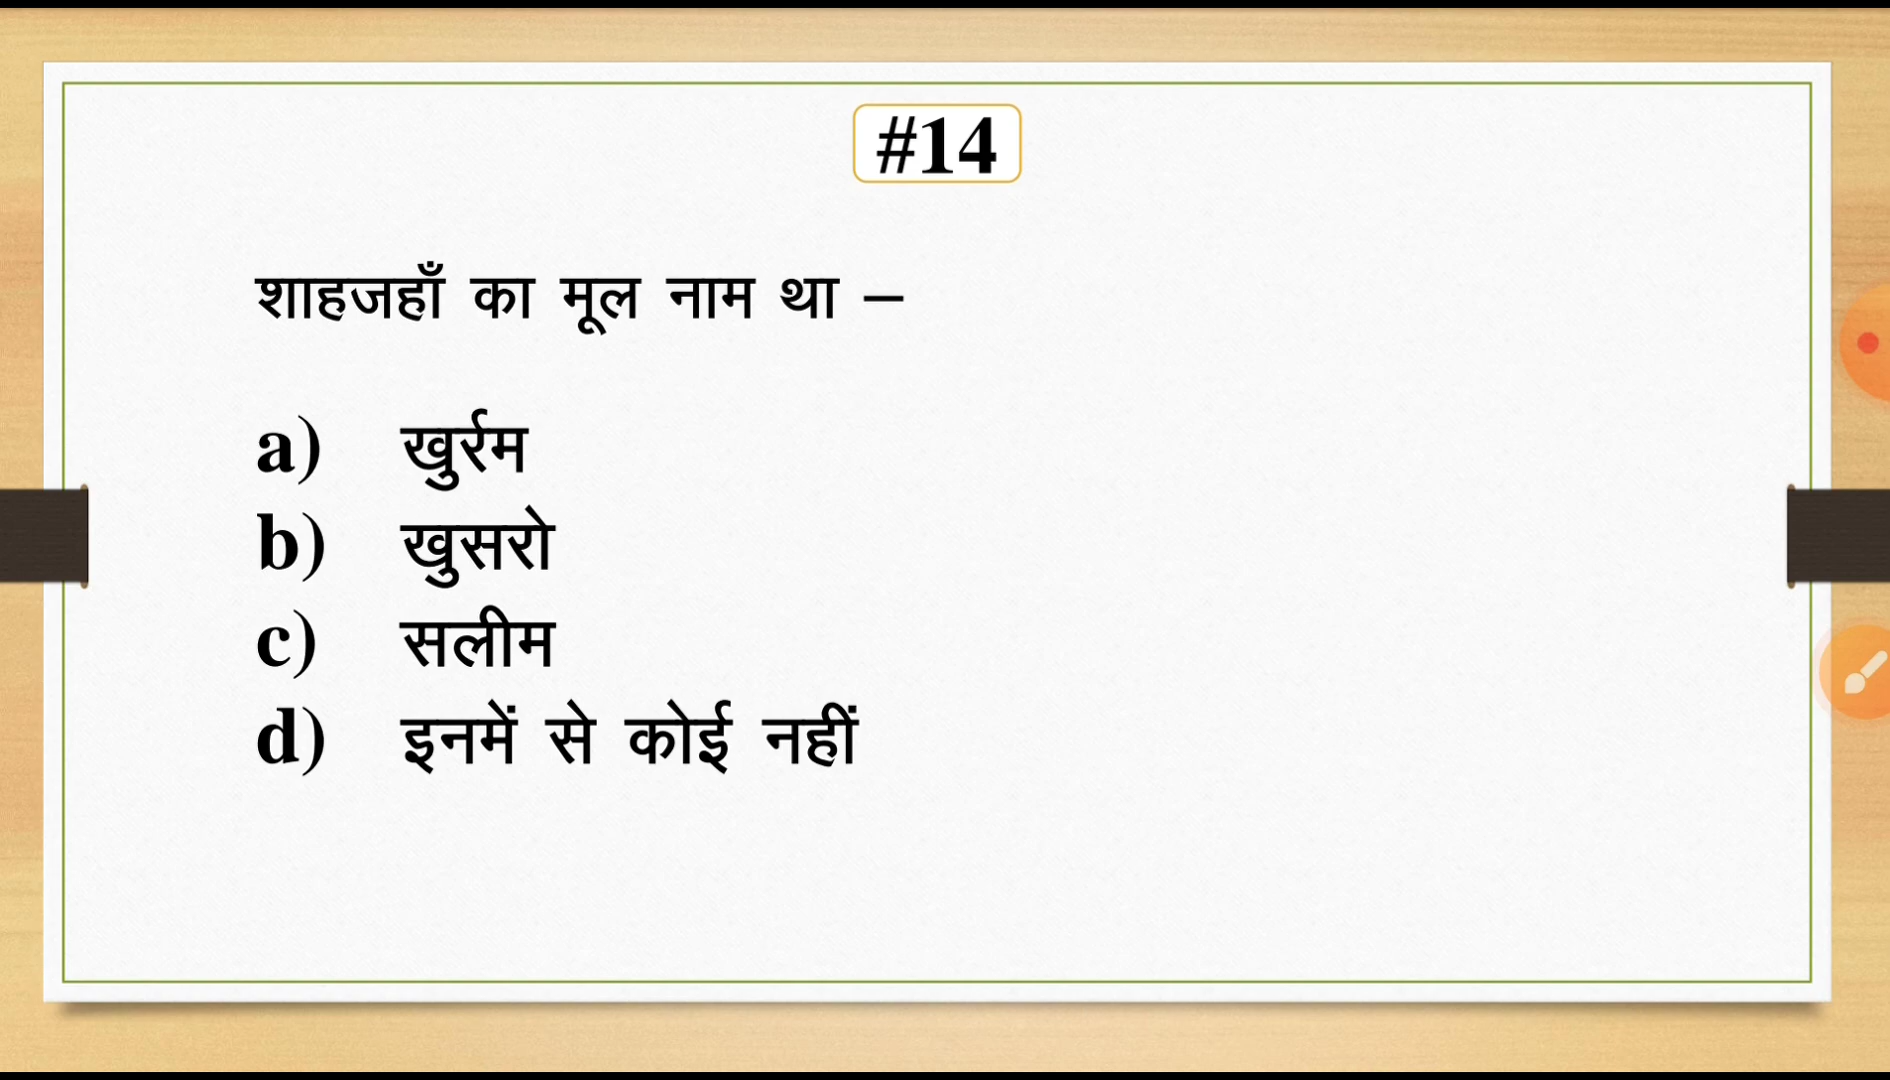 #14
शाहजहाँ का मूल नाम था –
a) खुर्रम
b) खुसरो
c) सलीम
d) इनमें से कोई नहीं